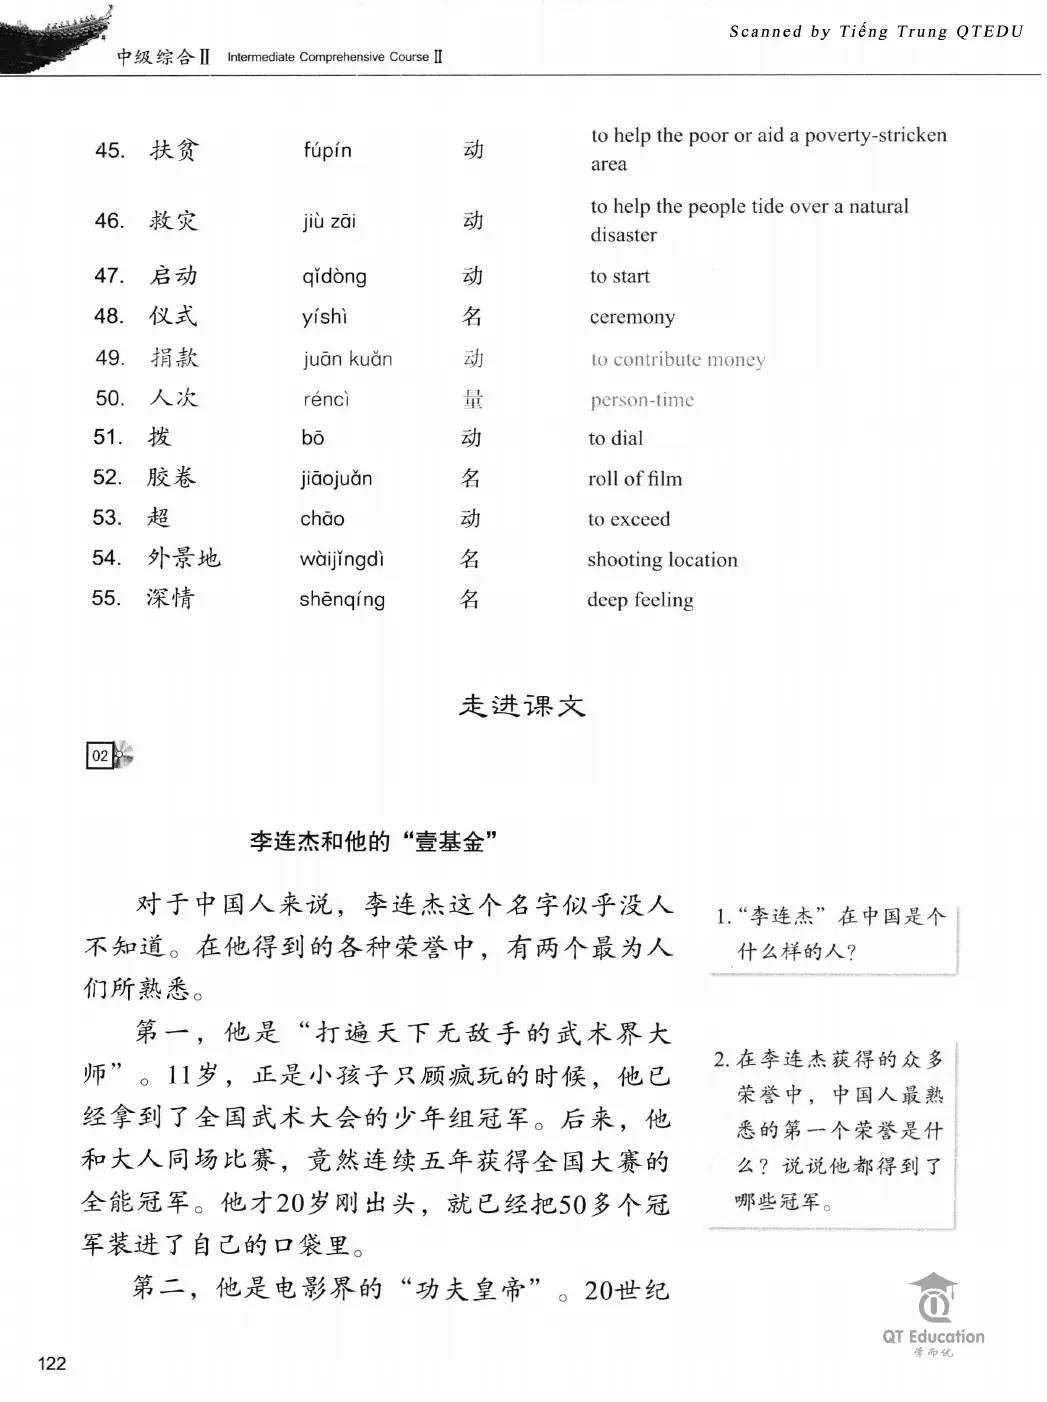 Scanned by Tiếng Trung QTEDU
中级综合Ⅱ Intermediate Comprehensive Course Ⅱ
45. 扶贫 fúpín 动 to help the poor or aid a poverty-stricken
area
46. 救灾 jiù zāi 动 to help the people tide over a natural
disaster
47. 启动 qǐdòng 动 to start
48. 仪式 yíshì 名 ceremony
49. 捐款 juān kuǎn 动 to contribute money
50. 人次 réncì 量 person-time
51. 拨 bō 动 to dial
52. 胶卷 jiāojuǎn 名 roll of film
53. 超 chāo 动 to exceed
54. 外景地 wàijǐngdì 名 shooting location
55. 深情 shēnqíng 名 deep feeling
走进课文
02
李连杰和他的“壹基金”
对于中国人来说，李连杰这个名字似乎没人
不知道。在他得到的各种荣誉中，有两个最为人
们所熟悉。
1.“李连杰”在中国是个
什么样的人？
第一，他是“打遍天下无敌手的武术界大
师”。11岁，正是小孩子只顾疯玩的时候，他已
经拿到了全国武术大会的少年组冠军。后来，他
和大人同场比赛，竟然连续五年获得全国大赛的
全能冠军。他才20岁刚出头，就已经把50多个冠
军装进了自己的口袋里。
2. 在李连杰获得的众多
荣誉中，中国人最熟
悉的第一个荣誉是什
么？说说他都得到了
哪些冠军。
第二，他是电影界的“功夫皇帝”。20世纪
QT Education
学而优
122